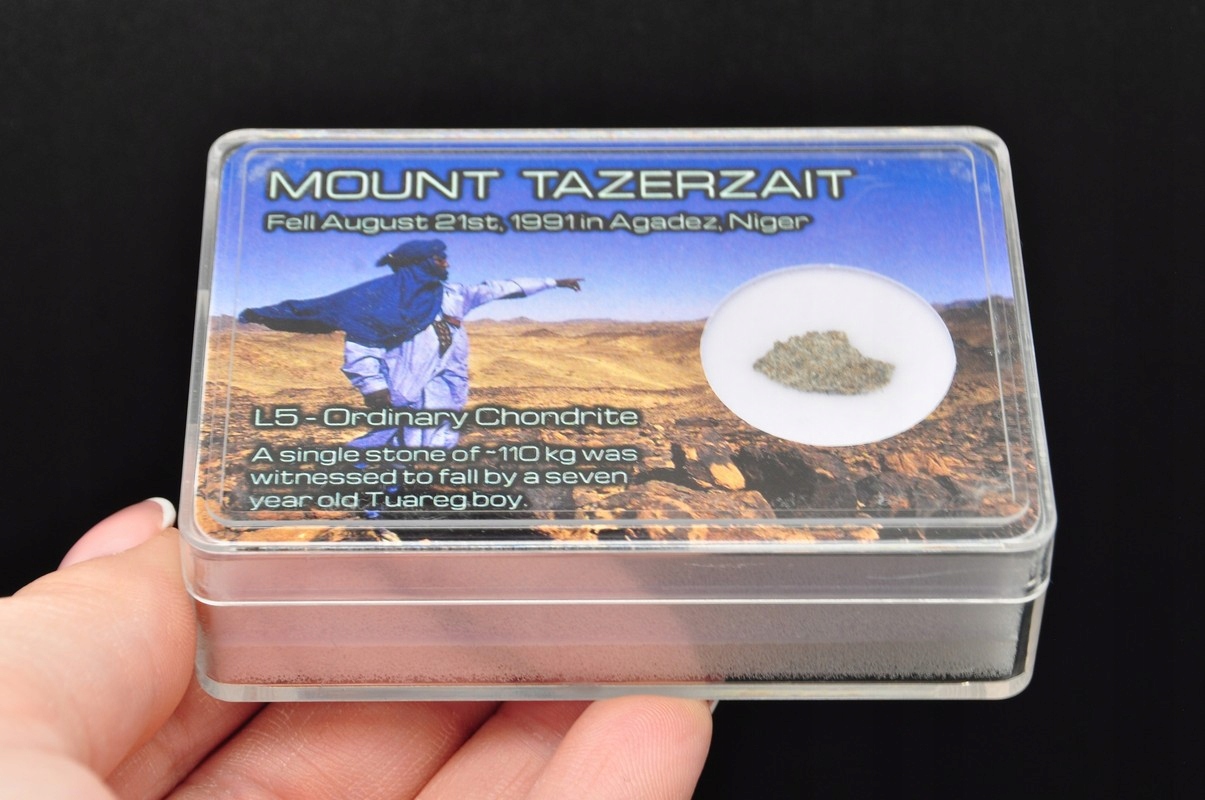 MOUNT TAZERZAIT
Fell August 21st, 1991 in Agadez, Niger
L5 - Ordinary Chondrite
A single stone of ~110 kg was
witnessed to fall by a seven
year old Tuareg boy.